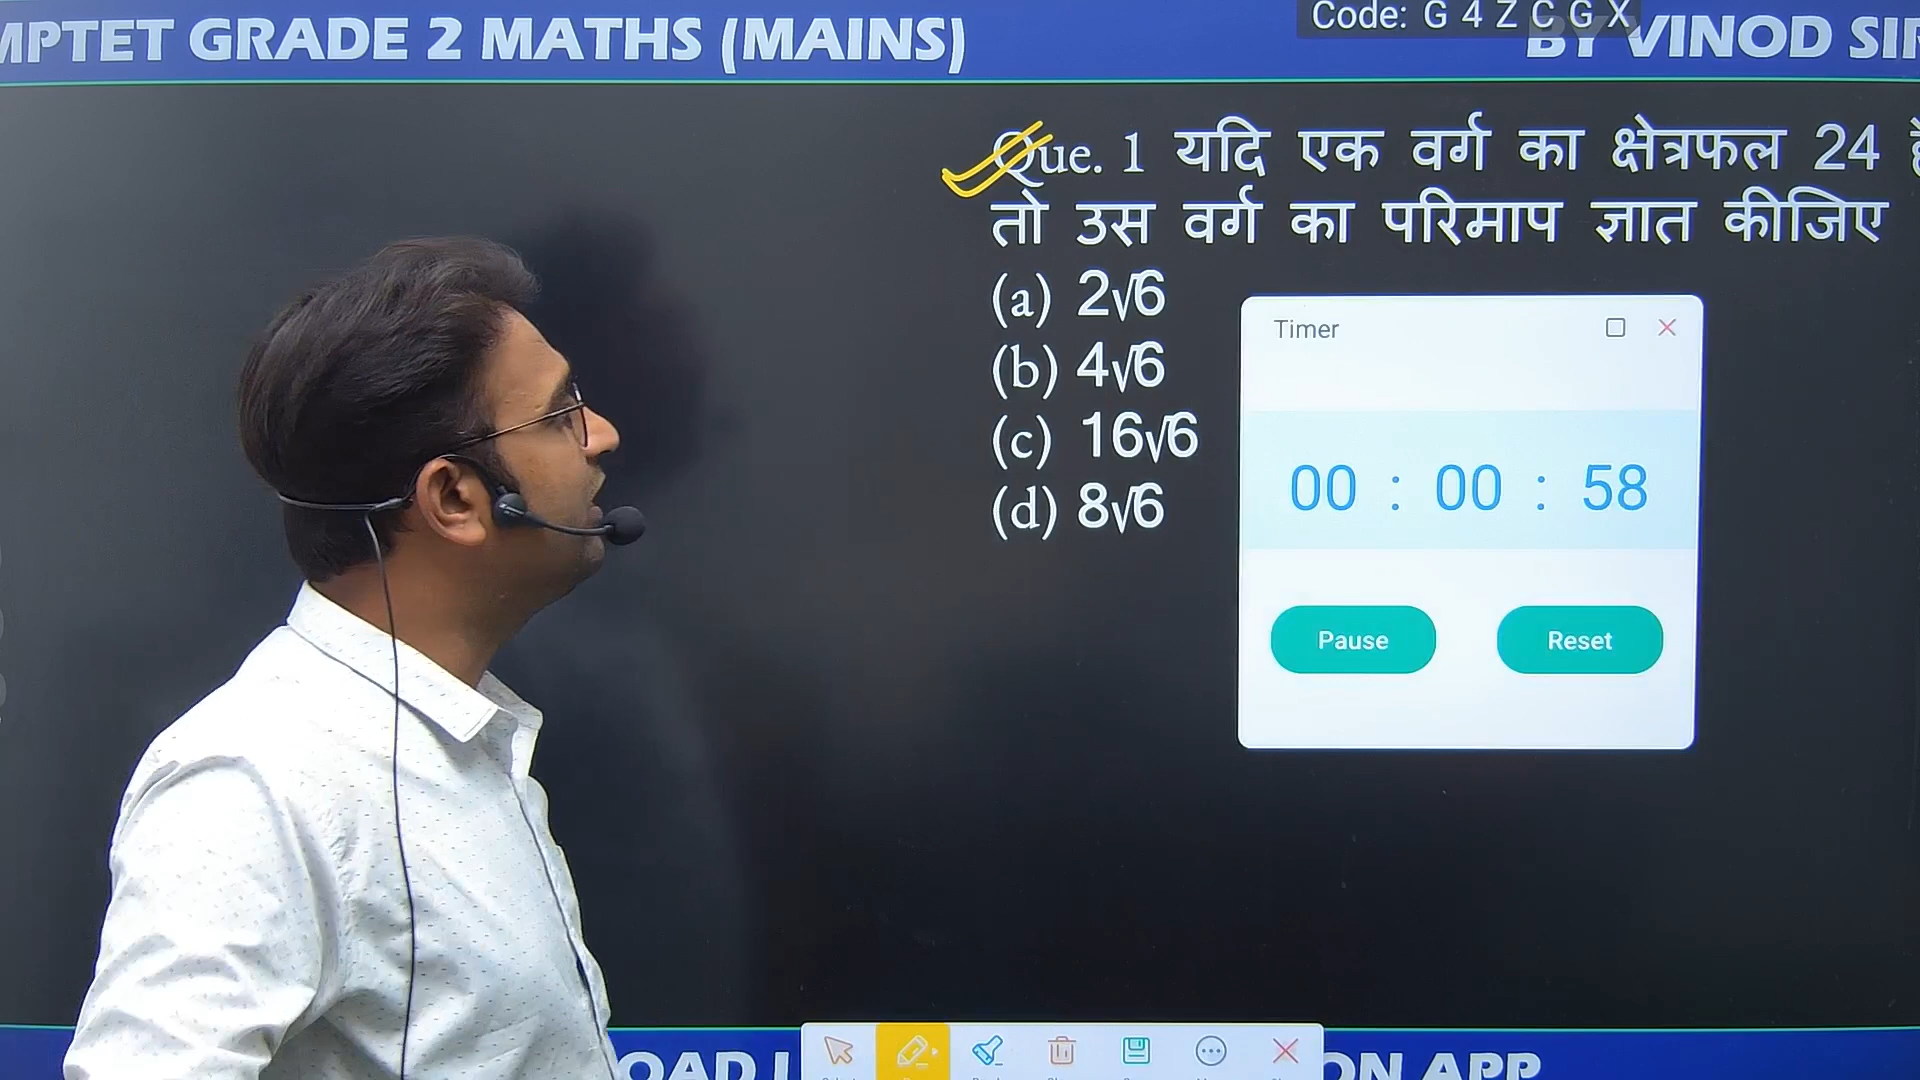 MPTET GRADE 2 MATHS (MAINS)
Code: G 4 Z C G X
BY VINOD SIR
Que. 1 यदि एक वर्ग का क्षेत्रफल 24
तो उस वर्ग का परिमाप ज्ञात कीजिए
(a) 2√6
(b) 4√6
(c) 16√6
(d) 8√6
Timer
00 : 00 : 58
Pause
Reset
OAD
ON APP